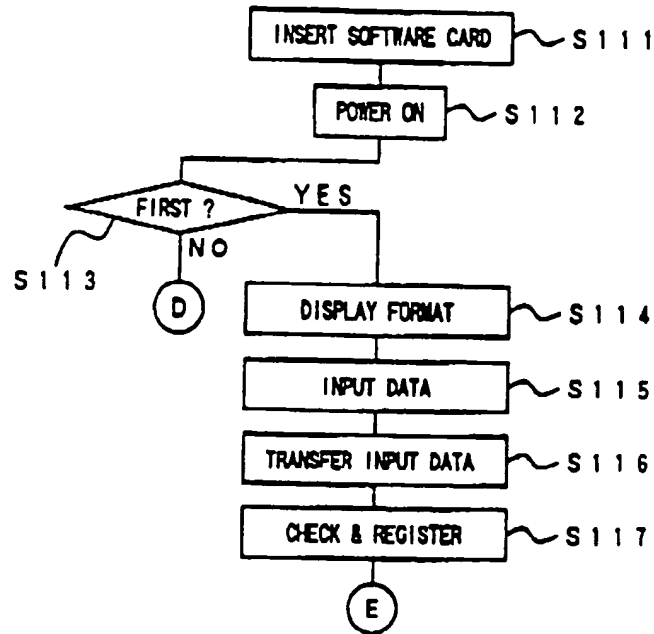 INSERT SOFTWARE CARD S111
POWER ON S112
FIRST ? YES
NO
S113
D
DISPLAY FORMAT S114
INPUT DATA S115
TRANSFER INPUT DATA S116
CHECK & REGISTER S117
E